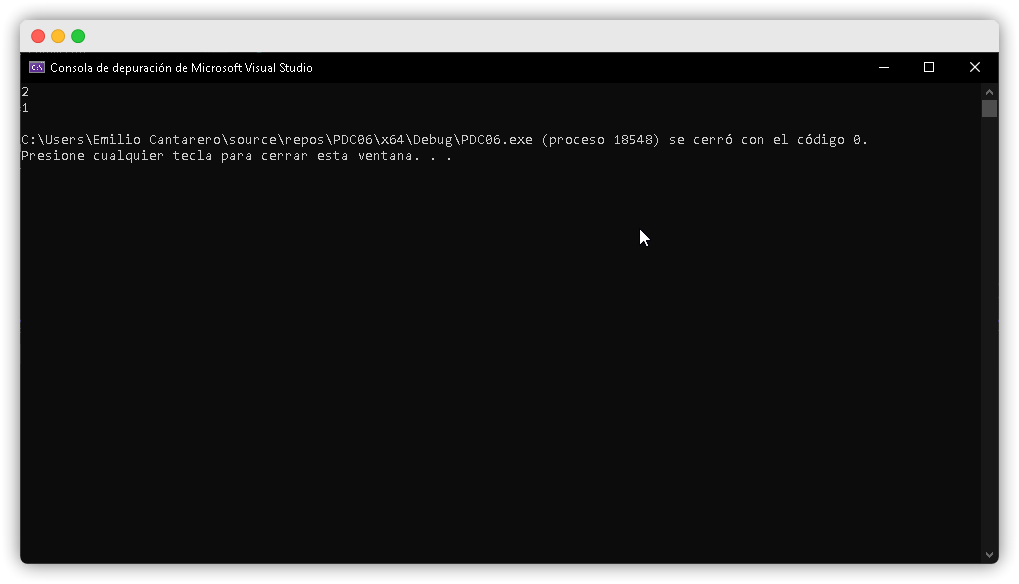 Consola de depuración de Microsoft Visual Studio
2
1
C:\Users\Emilio Cantarero\source\repos\PDC06\x64\Debug\PDC06.exe (proceso 18548) se cerró con el código 0.
Presione cualquier tecla para cerrar esta ventana. . .